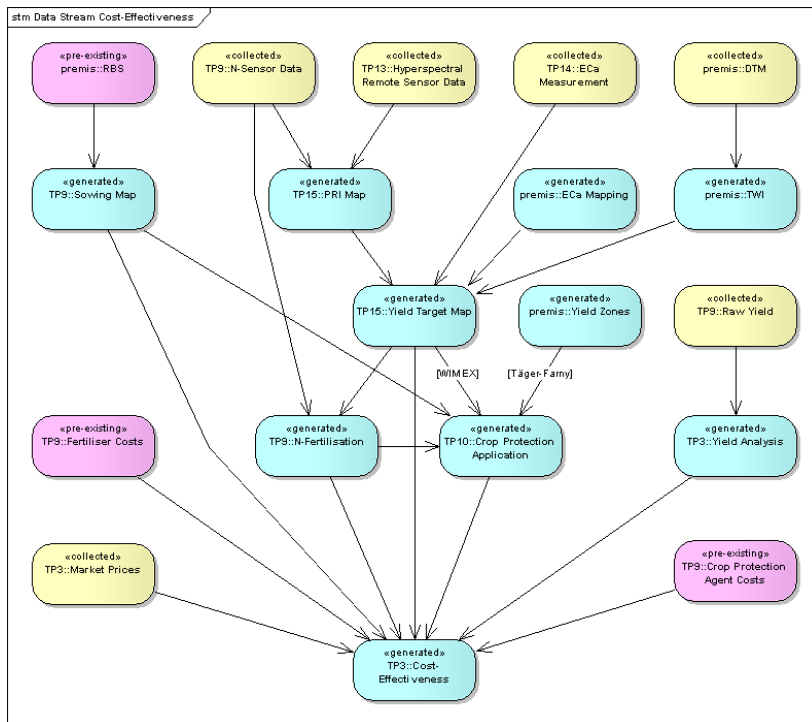 stm Data Stream Cost-Effectiveness
«pre-existing»
premis::RBS
«collected»
TP9::N-Sensor Data
«collected»
TP13::Hyperspectral
Remote Sensor Data
«collected»
TP14::ECa
Measurement
«collected»
premis::DTM
«generated»
TP9::Sowing Map
«generated»
TP15::PRI Map
«generated»
premis::ECa Mapping
«generated»
premis::TWI
«generated»
TP15::Yield Target Map
«generated»
premis::Yield Zones
«collected»
TP9::Raw Yield
[WIMEX]
[Täger-Farny]
«pre-existing»
TP9::Fertiliser Costs
«generated»
TP9::N-Fertilisation
«generated»
TP10::Crop Protection
Application
«generated»
TP3::Yield Analysis
«collected»
TP3::Market Prices
«pre-existing»
TP9::Crop Protection
Agent Costs
«generated»
TP3::Cost-
Effectiveness